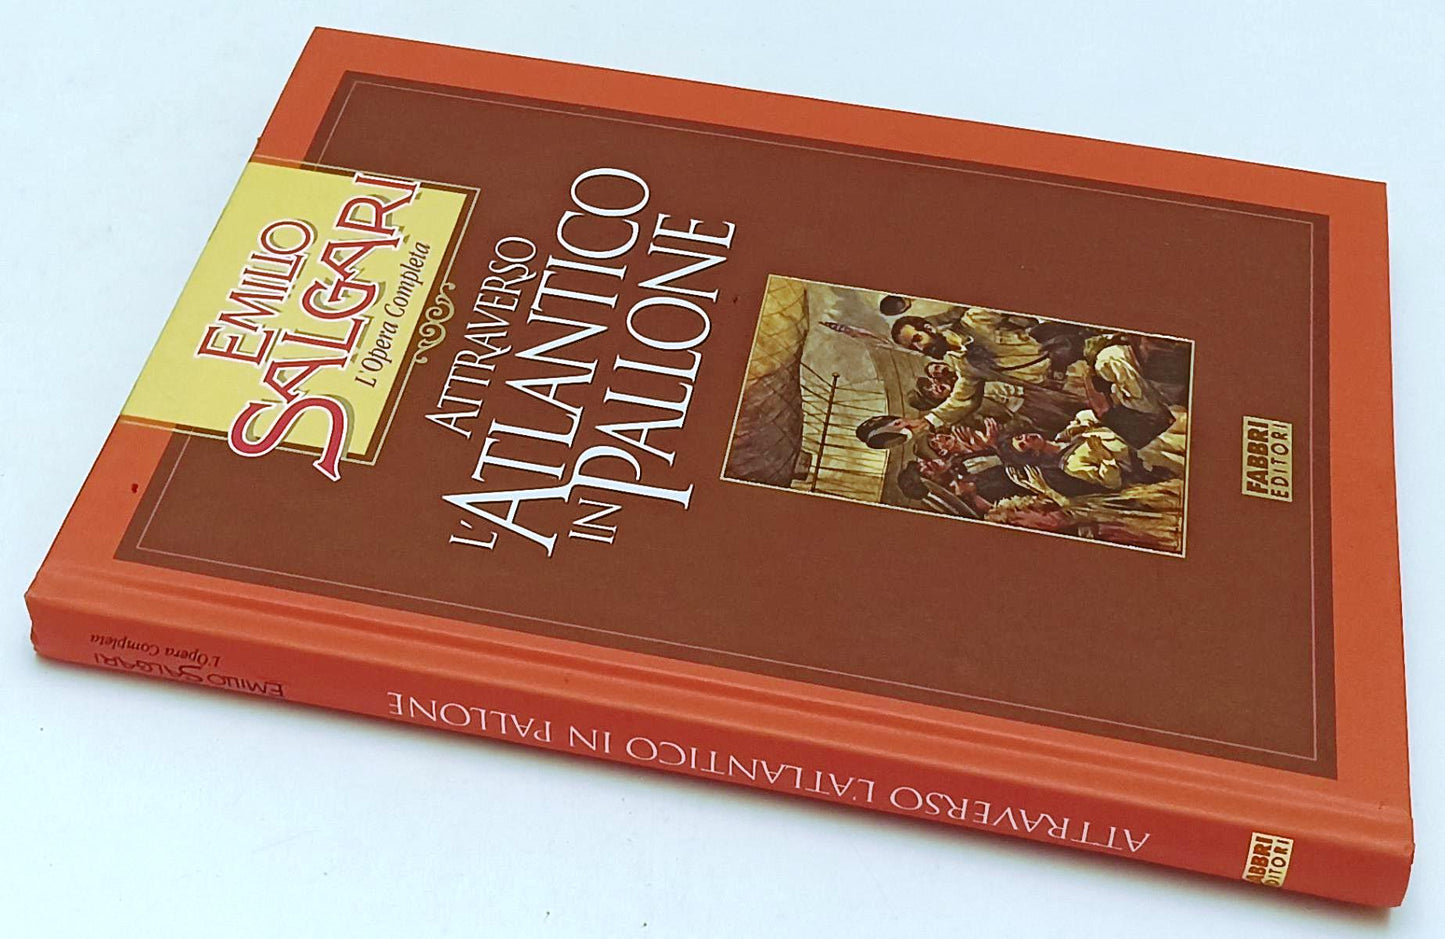 EMILIO
SALGARI
L'Opera Completa
ATTRAVERSO
L'ATLANTICO
IN PALLONE
FABBRI
EDITORI
EMILIO SALGARI
L'Opera Completa
ATTRAVERSO L'ATLANTICO IN PALLONE
FABBRI
EDITORI